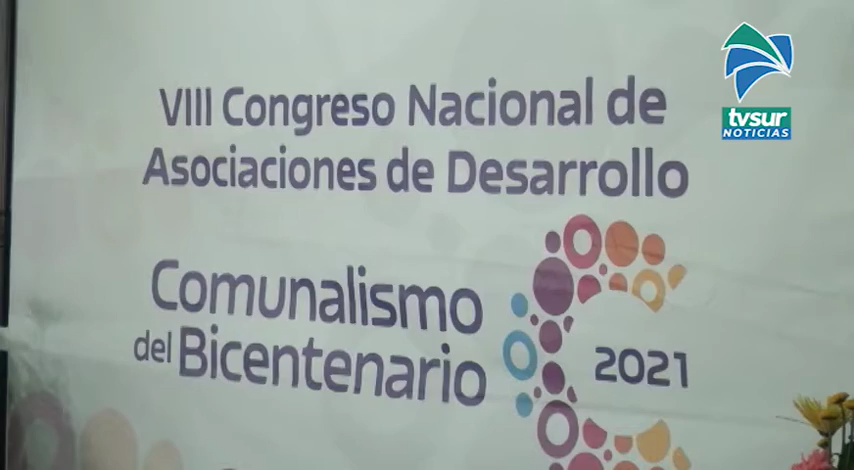 VIII Congreso Nacional de
Asociaciones de Desarrollo
Comunalismo
del Bicentenario
2021
tvsur
NOTICIAS